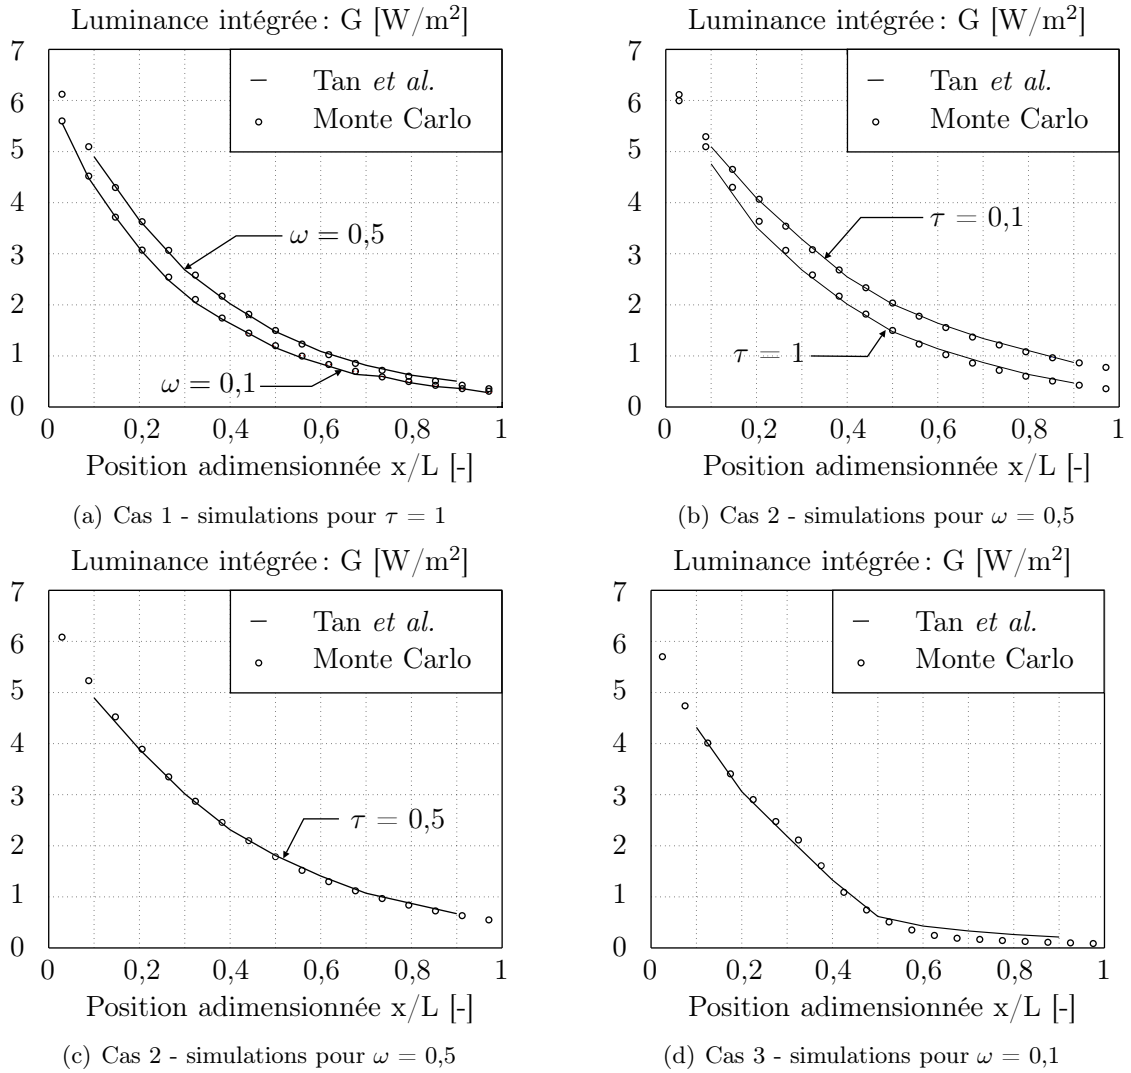 Luminance intégrée : G [W/m²]
7
6
5
4
3
2
1
0
Tan et al.
Monte Carlo
ω = 0,5
ω = 0,1
0 0,2 0,4 0,6 0,8 1
Position adimensionnée x/L [-]
(a) Cas 1 - simulations pour τ = 1
Luminance intégrée : G [W/m²]
7
6
5
4
3
2
1
0
Tan et al.
Monte Carlo
τ = 0,1
τ = 1
0 0,2 0,4 0,6 0,8 1
Position adimensionnée x/L [-]
(b) Cas 2 - simulations pour ω = 0,5
Luminance intégrée : G [W/m²]
7
6
5
4
3
2
1
0
Tan et al.
Monte Carlo
τ = 0,5
0 0,2 0,4 0,6 0,8 1
Position adimensionnée x/L [-]
(c) Cas 2 - simulations pour ω = 0,5
Luminance intégrée : G [W/m²]
7
6
5
4
3
2
1
0
Tan et al.
Monte Carlo
0 0,2 0,4 0,6 0,8 1
Position adimensionnée x/L [-]
(d) Cas 3 - simulations pour ω = 0,1